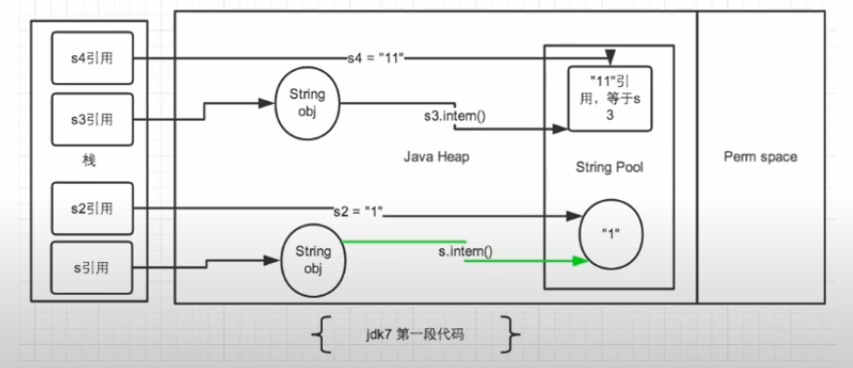 s4引用
s4 = "11"
"11"引
用，等于s
3
s3引用
String
obj
s3.intern()
栈
Java Heap
String Pool
Perm space
s2引用
s2 = "1"
"1"
s引用
String
obj
s.intern()
{ jdk7 第一段代码 }